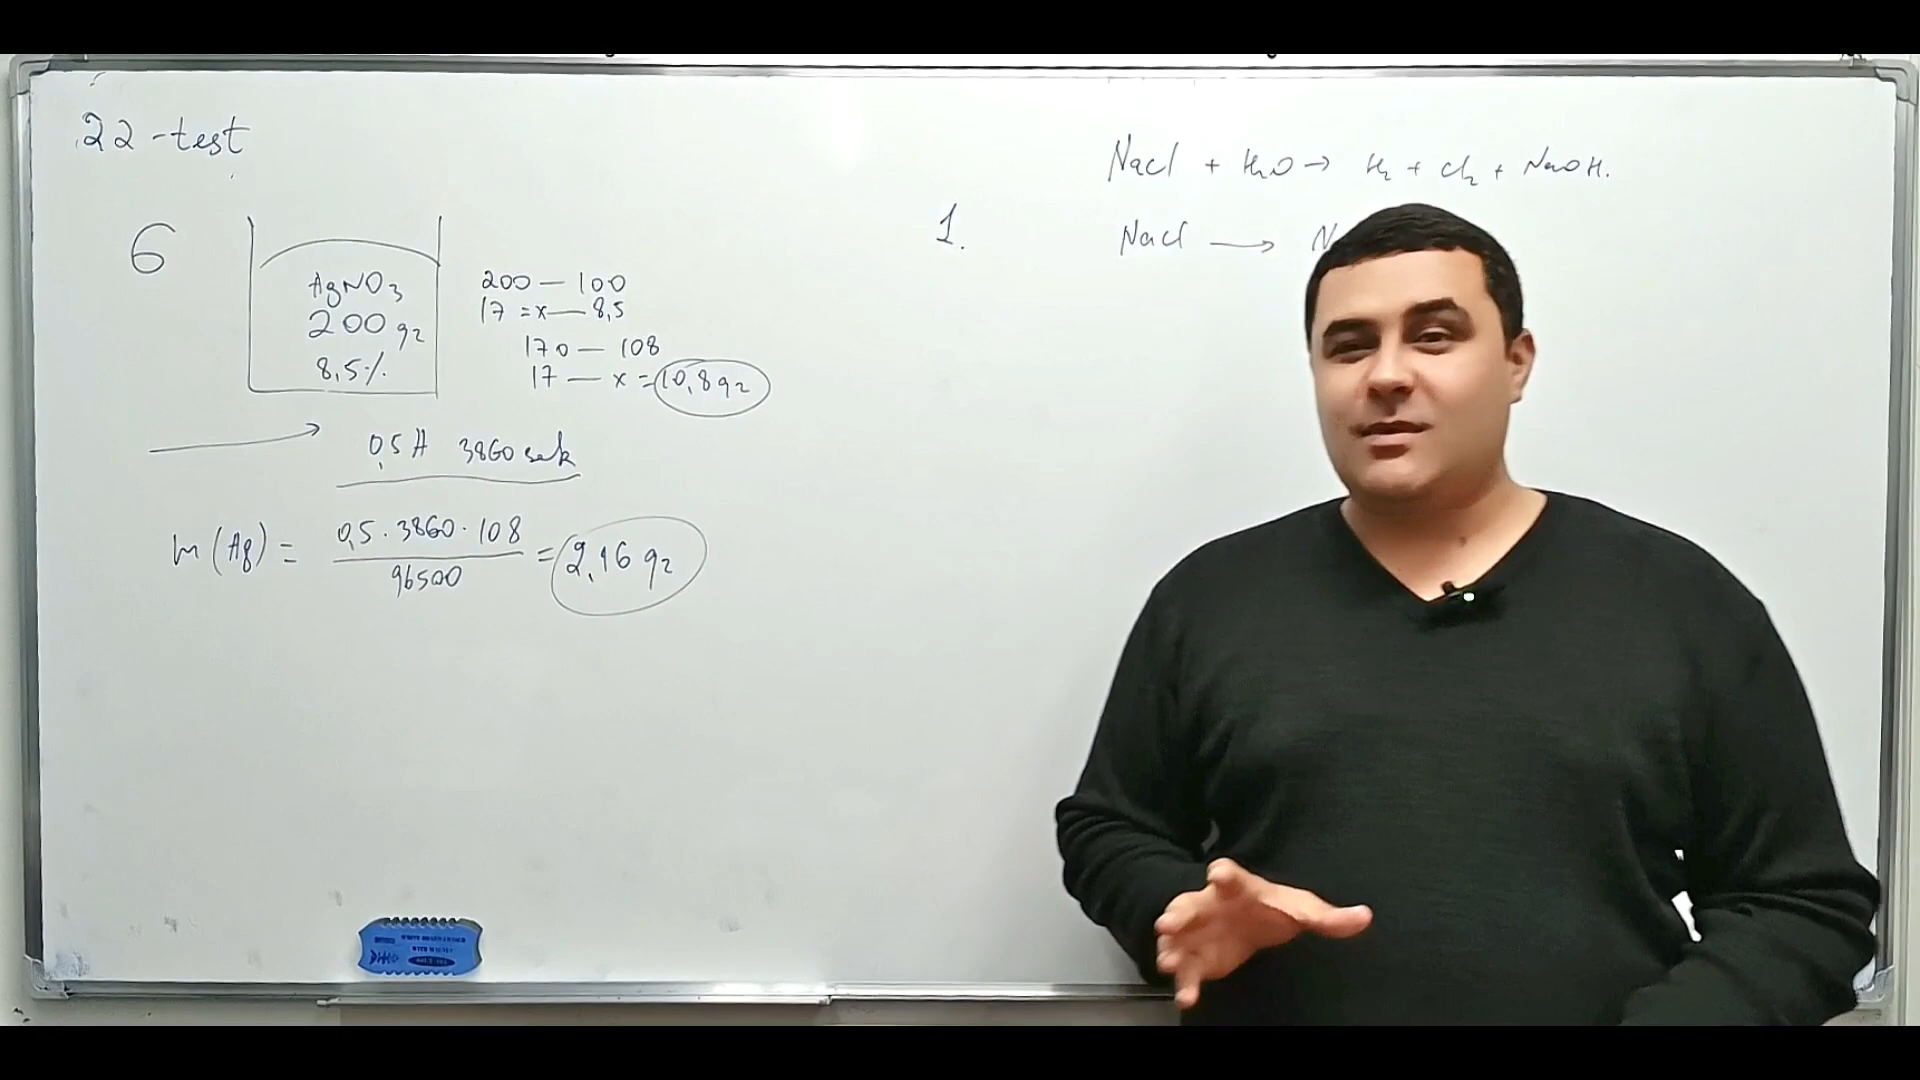 22-test
6
AgNO₃
200 gr
8,5%
200 — 100
17 = x — 8,5
170 — 108
17 — x = 10,8 gr
0,5 A 3860 sek
m(Ag) = 0,5 · 3860 · 108 / 96500 = 2,16 gr
NaCl + H₂O → H₂ + Cl₂ + NaOH.
1.
NaCl → N